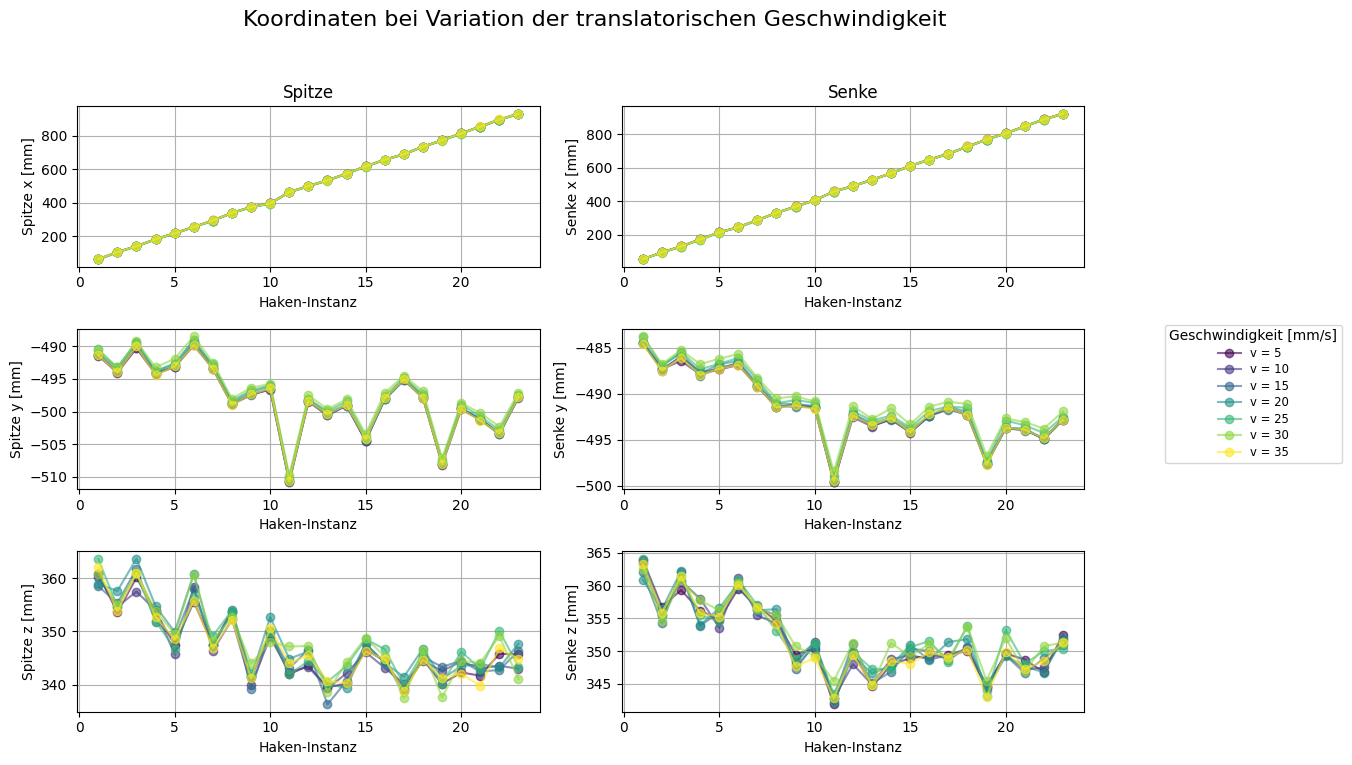 Koordinaten bei Variation der translatorischen Geschwindigkeit
Spitze
Senke
Spitze x [mm]
800
600
400
200
0
5
10
15
20
Haken-Instanz
Senke x [mm]
800
600
400
200
0
5
10
15
20
Haken-Instanz
Spitze y [mm]
−490
−495
−500
−505
−510
0
5
10
15
20
Haken-Instanz
Senke y [mm]
−485
−490
−495
−500
0
5
10
15
20
Haken-Instanz
Geschwindigkeit [mm/s]
v = 5
v = 10
v = 15
v = 20
v = 25
v = 30
v = 35
Spitze z [mm]
360
350
340
0
5
10
15
20
Haken-Instanz
Senke z [mm]
365
360
355
350
345
0
5
10
15
20
Haken-Instanz